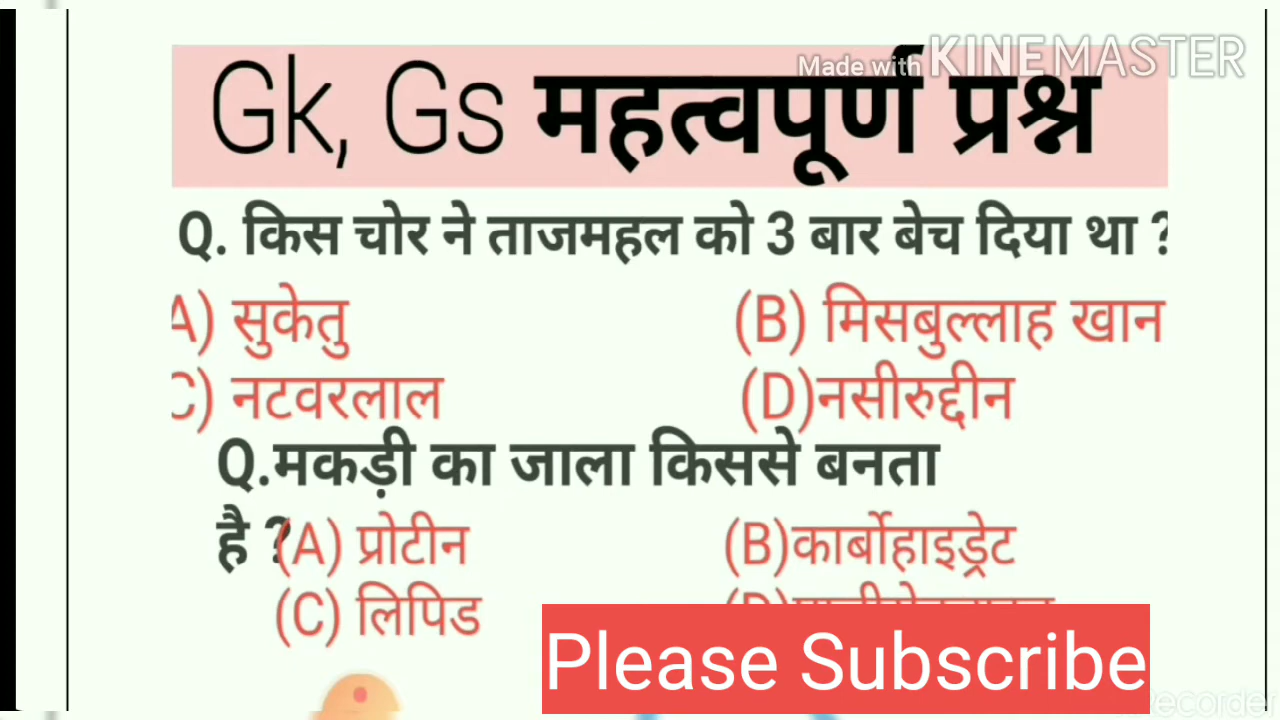 Made with KINEMASTER
Gk, Gs महत्वपूर्ण प्रश्न
Q. किस चोर ने ताजमहल को 3 बार बेच दिया था ?
A) सुकेतु (B) मिसबुल्लाह खान
C) नटवरलाल (D)नसीरुद्दीन
Q.मकड़ी का जाला किससे बनता
है ?
(A) प्रोटीन (B)कार्बोहाइड्रेट
(C) लिपिड
Please Subscribe